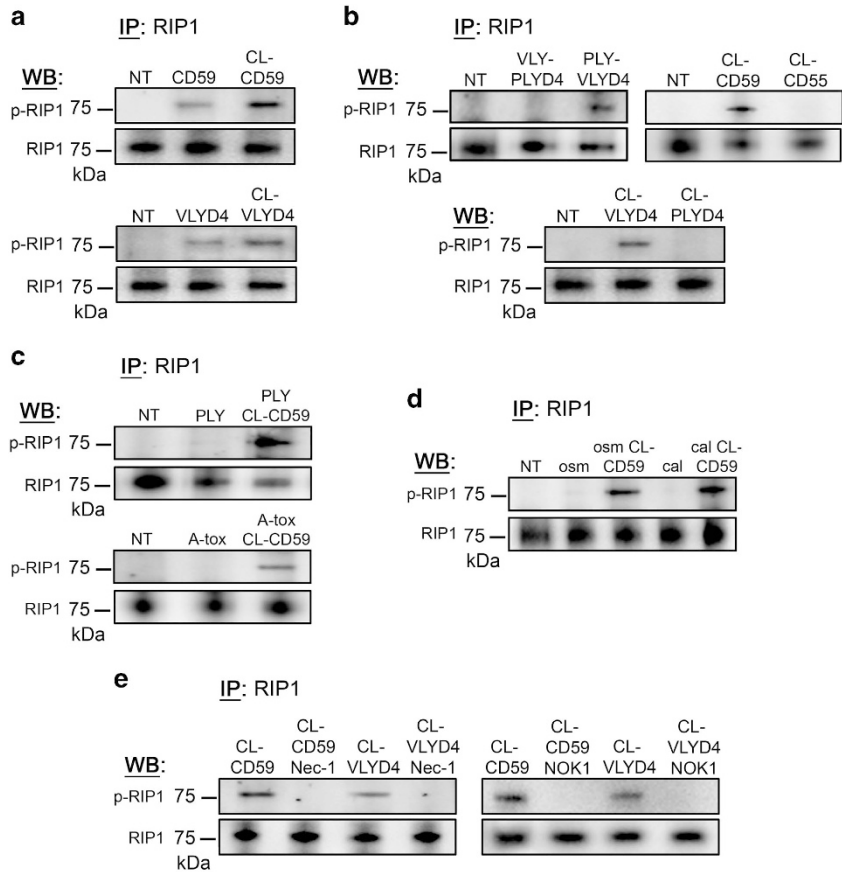 a
IP: RIP1
WB:
NT CD59 CL-CD59
p-RIP1 75
RIP1 75
kDa
NT VLYD4 CL-VLYD4
p-RIP1 75
RIP1 75
kDa
b
IP: RIP1
WB:
NT VLY-PLYD4 PLY-VLYD4
NT CL-CD59 CL-CD55
p-RIP1 75
RIP1 75
kDa
WB:
NT CL-VLYD4 CL-PLYD4
p-RIP1 75
RIP1 75
kDa
c
IP: RIP1
WB:
NT PLY PLY CL-CD59
p-RIP1 75
RIP1 75
NT A-tox A-tox CL-CD59
p-RIP1 75
RIP1 75
kDa
d
IP: RIP1
WB:
NT osm osm CL-CD59 cal cal CL-CD59
p-RIP1 75
RIP1 75
kDa
e
IP: RIP1
WB:
CL-CD59 CL-CD59 Nec-1 CL-VLYD4 CL-VLYD4 Nec-1
CL-CD59 CL-CD59 NOK1 CL-VLYD4 CL-VLYD4 NOK1
p-RIP1 75
RIP1 75
kDa